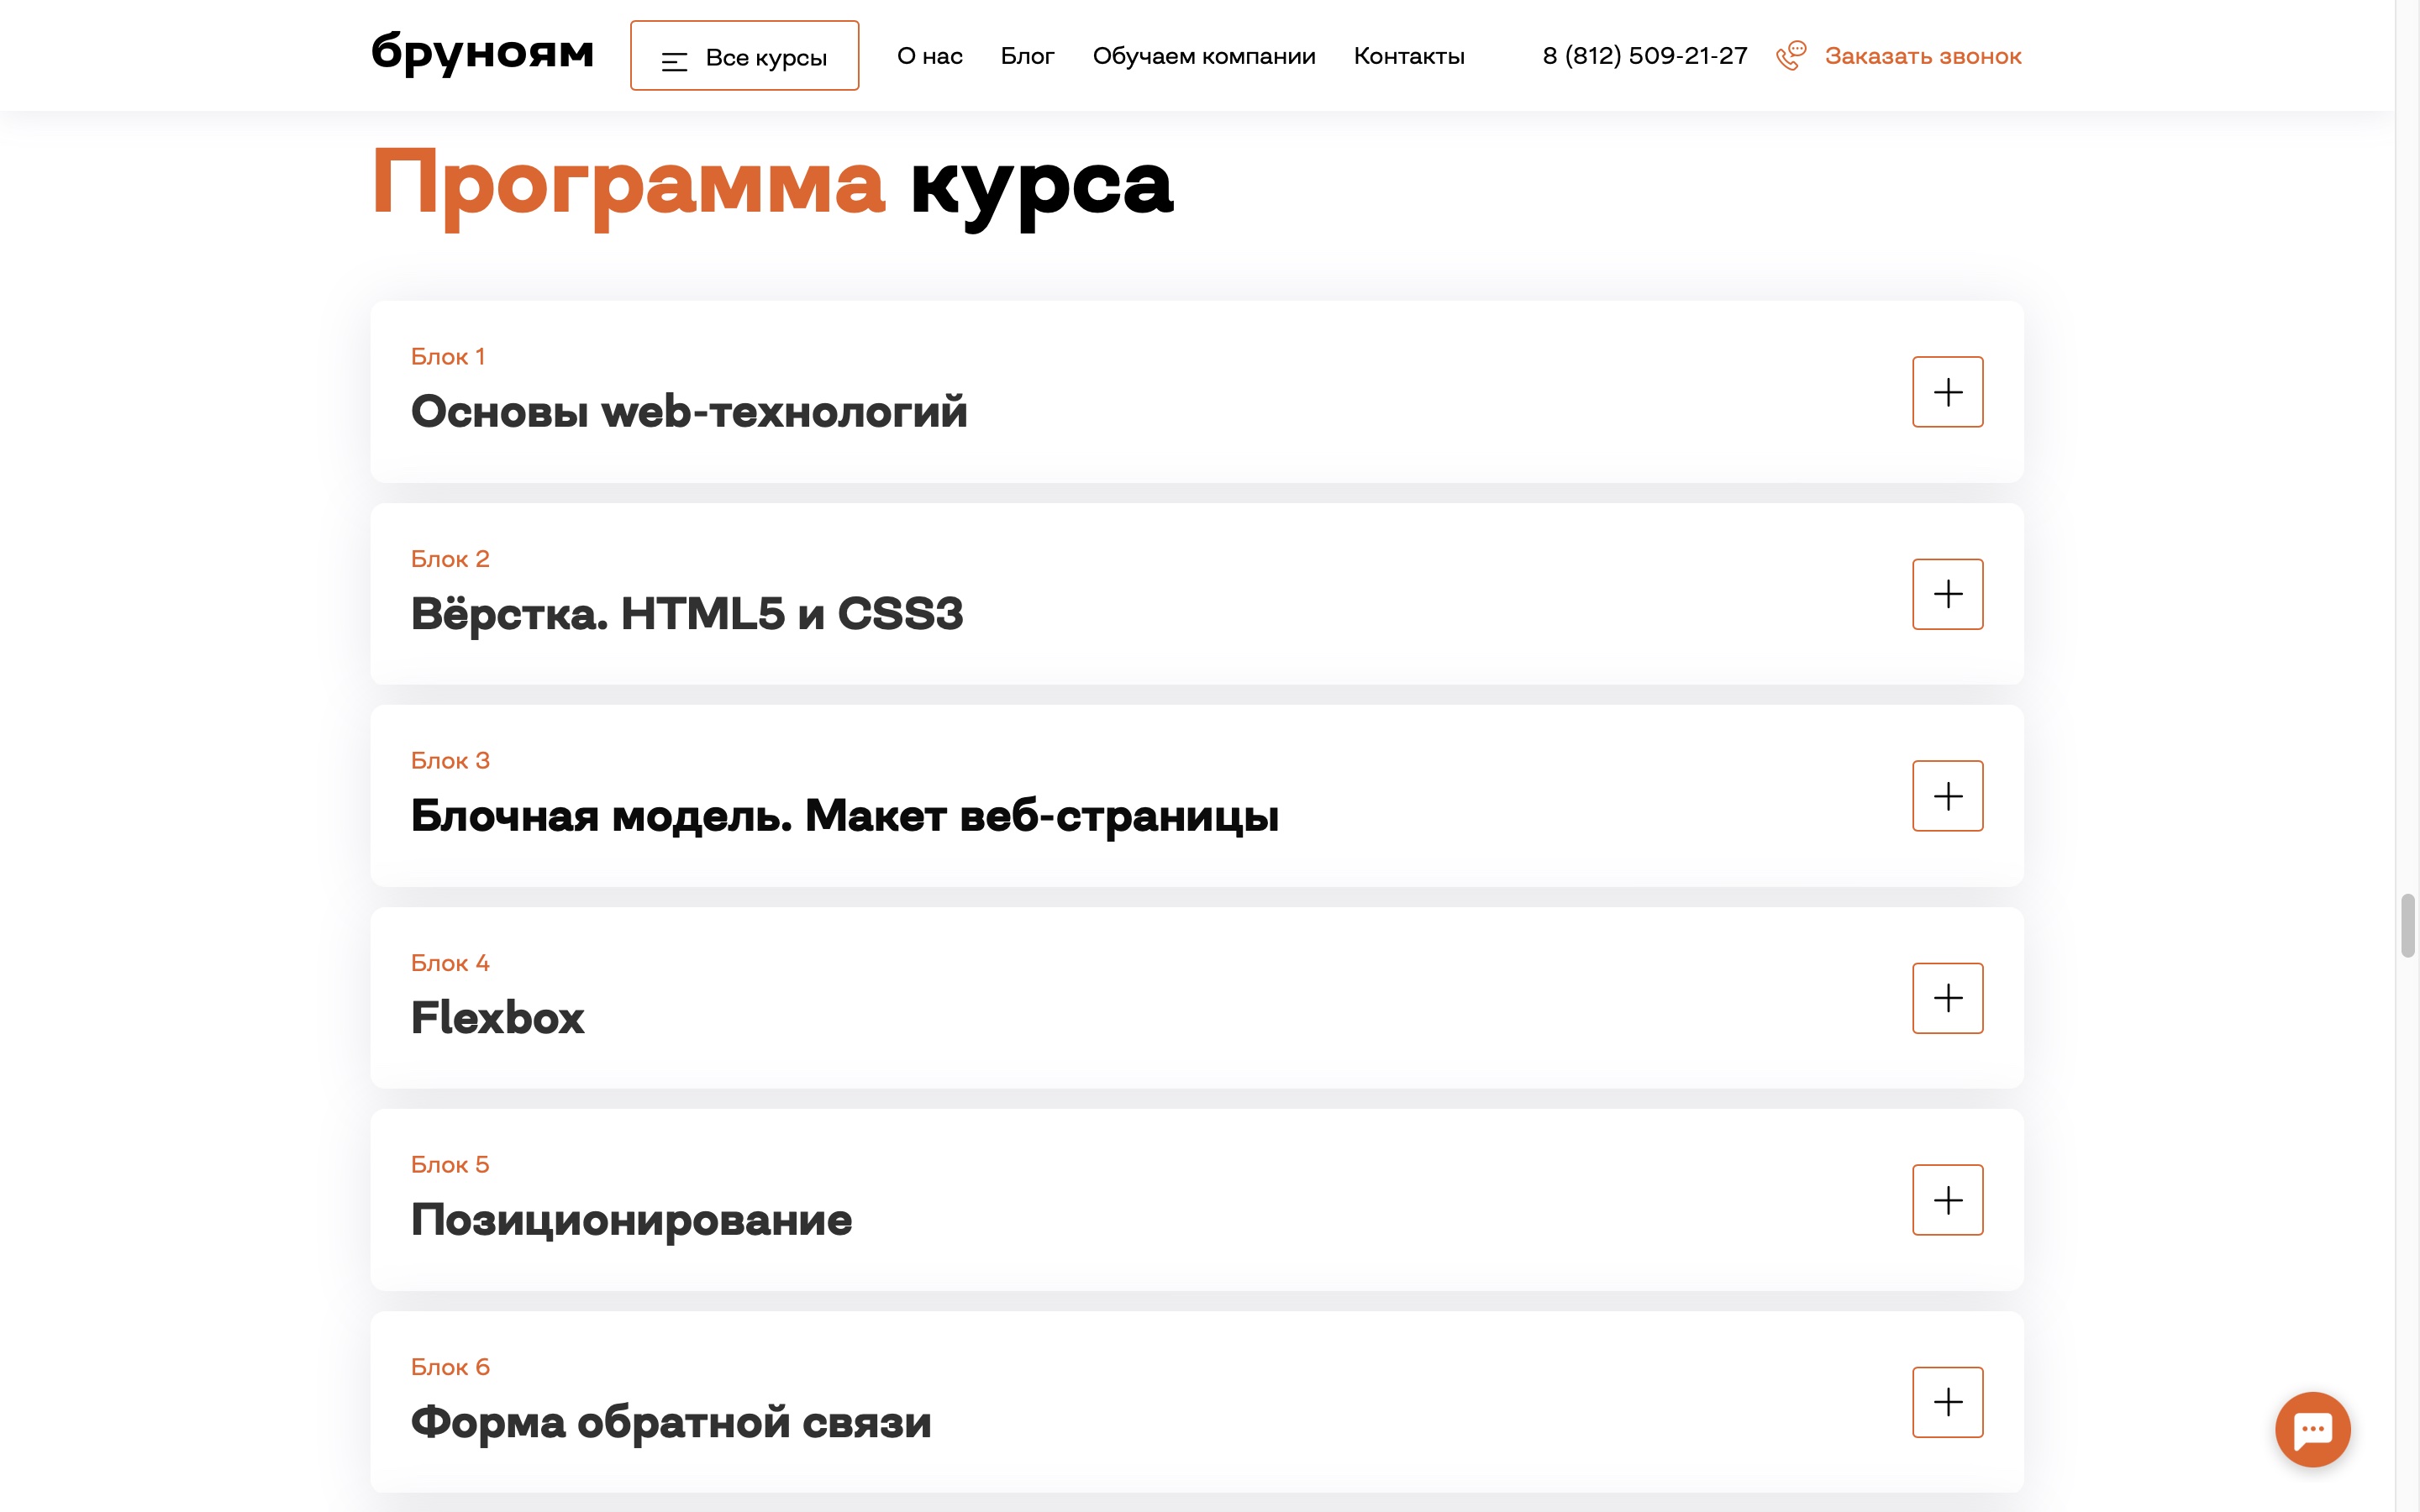 бруноям
Все курсы
О нас
Блог
Обучаем компании
Контакты
8 (812) 509-21-27
Заказать звонок
Программа курса
Блок 1
Основы web-технологий
Блок 2
Вёрстка. HTML5 и CSS3
Блок 3
Блочная модель. Макет веб-страницы
Блок 4
Flexbox
Блок 5
Позиционирование
Блок 6
Форма обратной связи